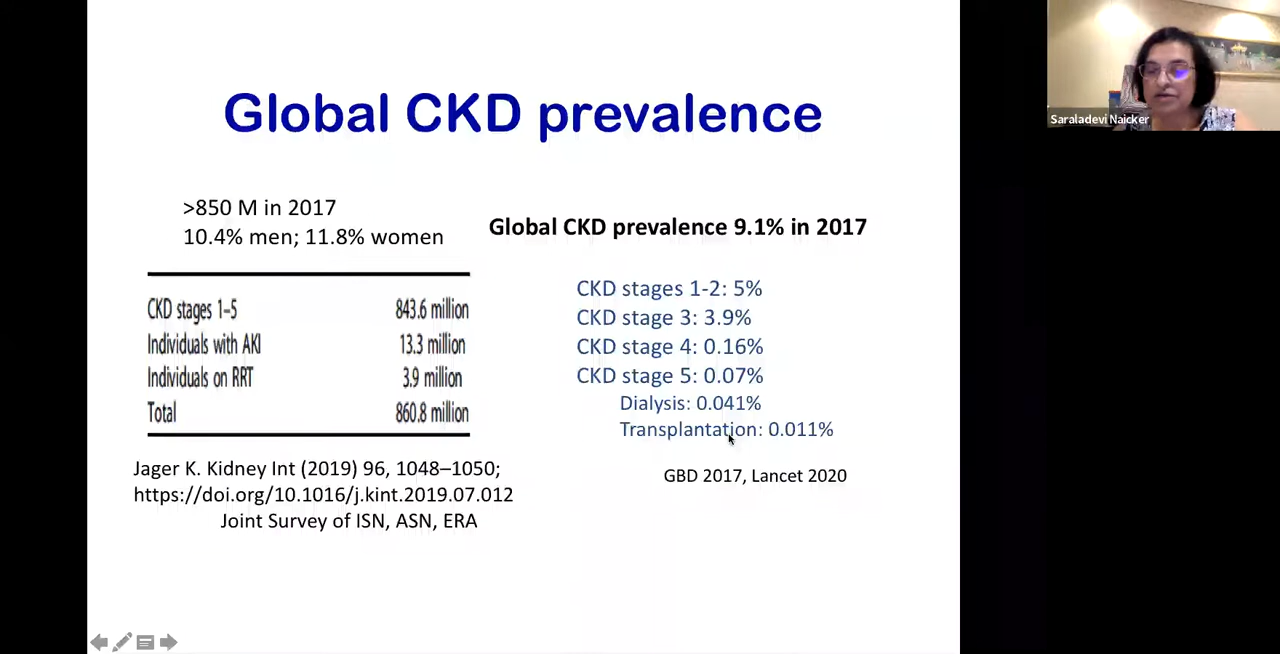 Global CKD prevalence
>850 M in 2017
10.4% men; 11.8% women
CKD stages 1–5 843.6 million
Individuals with AKI 13.3 million
Individuals on RRT 3.9 million
Total 860.8 million
Jager K. Kidney Int (2019) 96, 1048–1050;
https://doi.org/10.1016/j.kint.2019.07.012
Joint Survey of ISN, ASN, ERA
Global CKD prevalence 9.1% in 2017
CKD stages 1-2: 5%
CKD stage 3: 3.9%
CKD stage 4: 0.16%
CKD stage 5: 0.07%
Dialysis: 0.041%
Transplantation: 0.011%
GBD 2017, Lancet 2020
Saraladevi Naicker